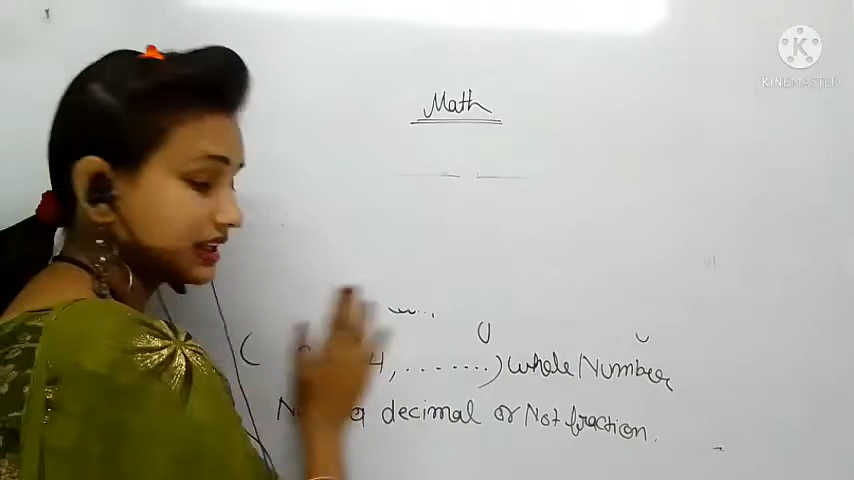 KINEMASTER
Math
4, .......) whole Number,
decimal or Not fraction.